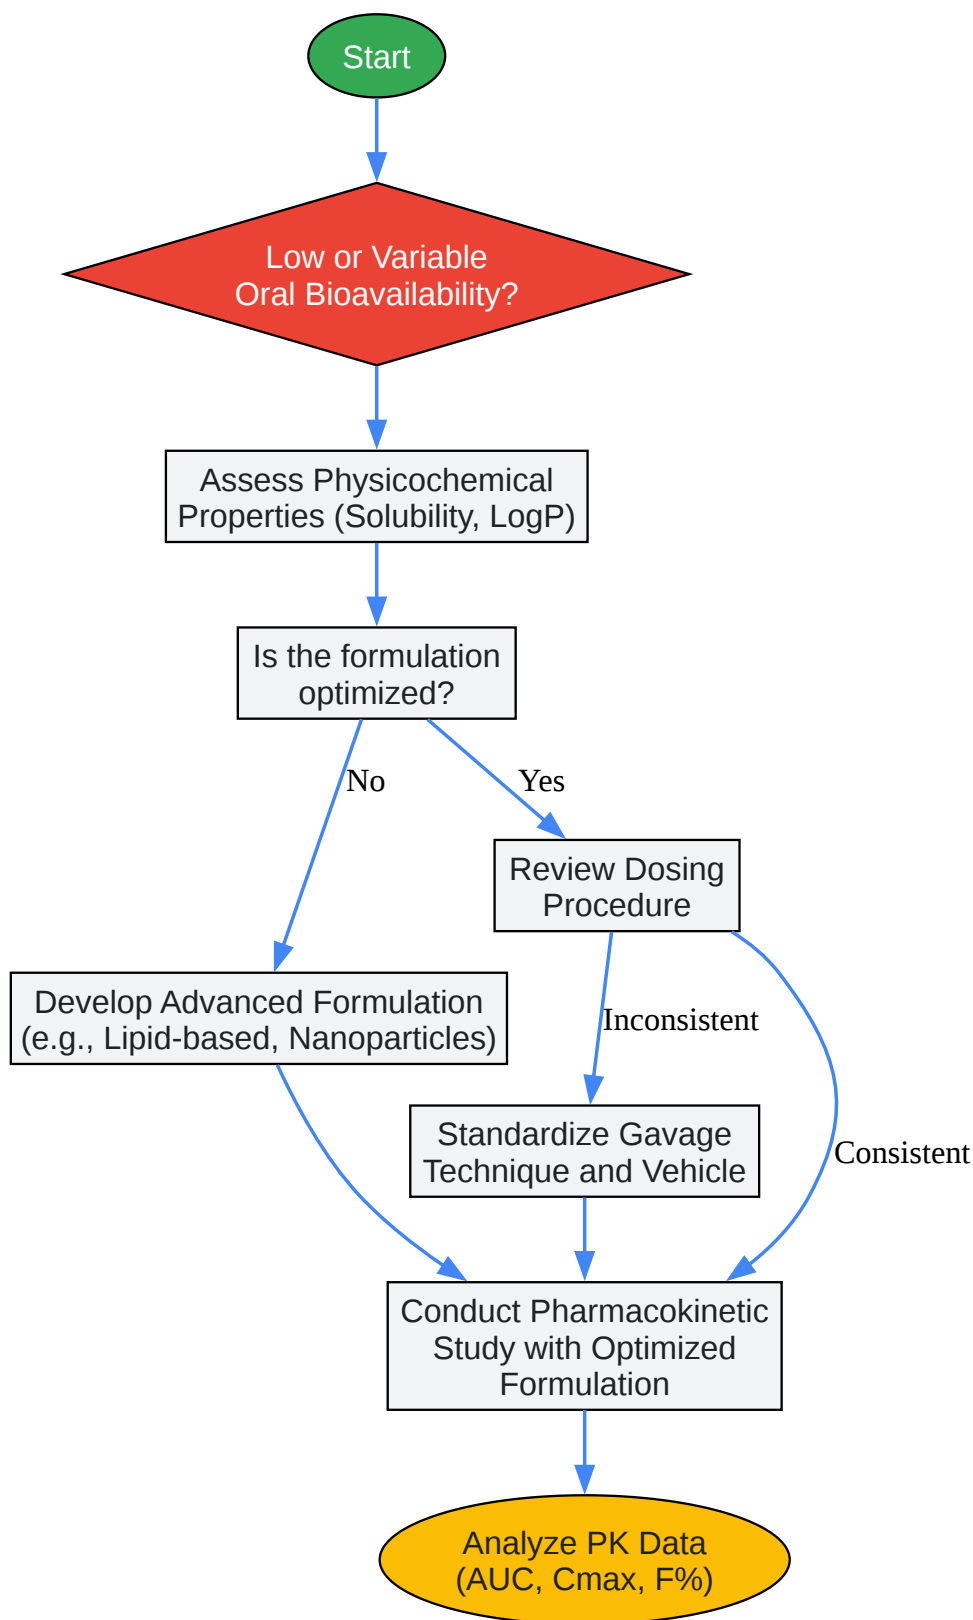 Start
Low or Variable
Oral Bioavailability?
Assess Physicochemical
Properties (Solubility, LogP)
Is the formulation
optimized?
No
Yes
Review Dosing
Procedure
Develop Advanced Formulation
(e.g., Lipid-based, Nanoparticles)
Inconsistent
Standardize Gavage
Technique and Vehicle
Consistent
Conduct Pharmacokinetic
Study with Optimized
Formulation
Analyze PK Data
(AUC, Cmax, F%)